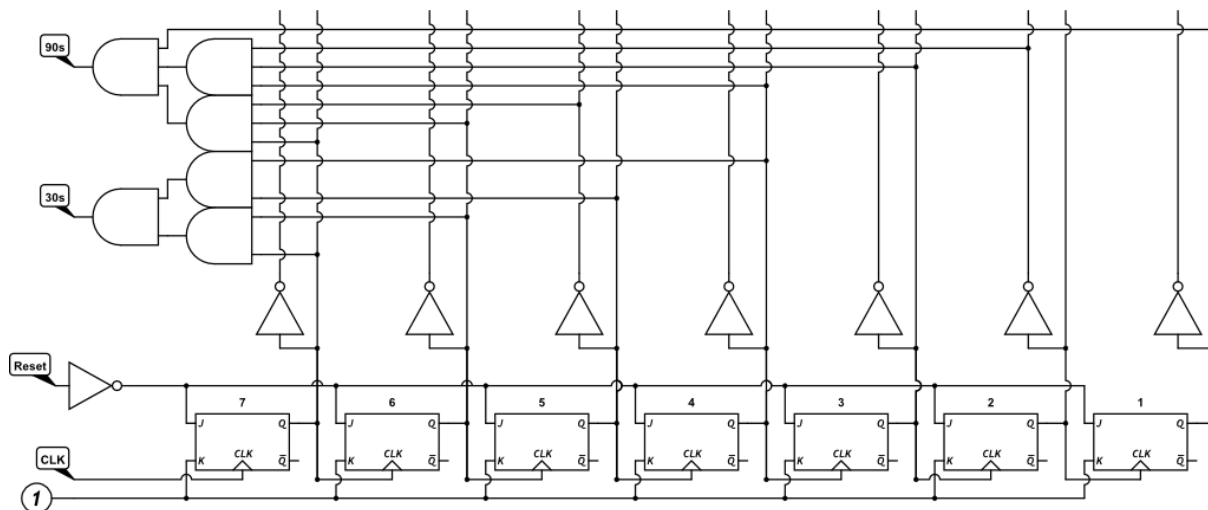 90s
30s
Reset
7 6 5 4 3 2 1
J Q J Q J Q J Q J Q J Q J Q
CLK
CLK CLK CLK CLK CLK CLK CLK
K Q̅ K Q̅ K Q̅ K Q̅ K Q̅ K Q̅ K Q̅
1